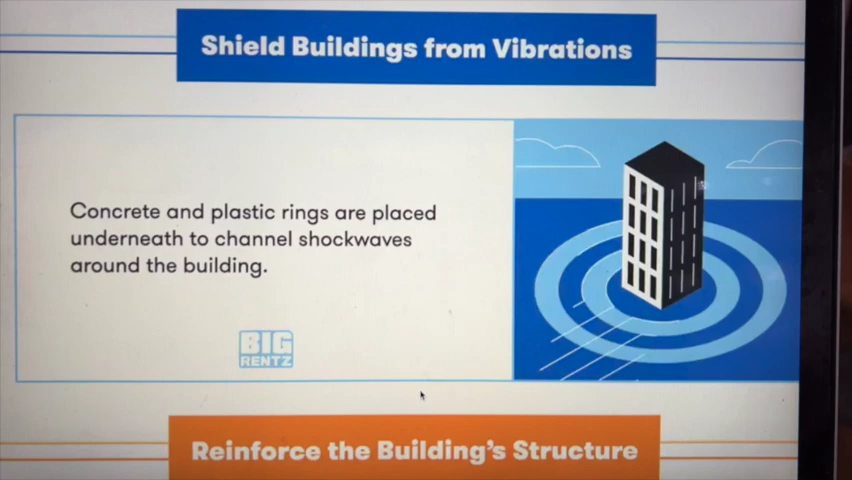 Shield Buildings from Vibrations
Concrete and plastic rings are placed
underneath to channel shockwaves
around the building.
BIG
RENTZ
Reinforce the Building's Structure